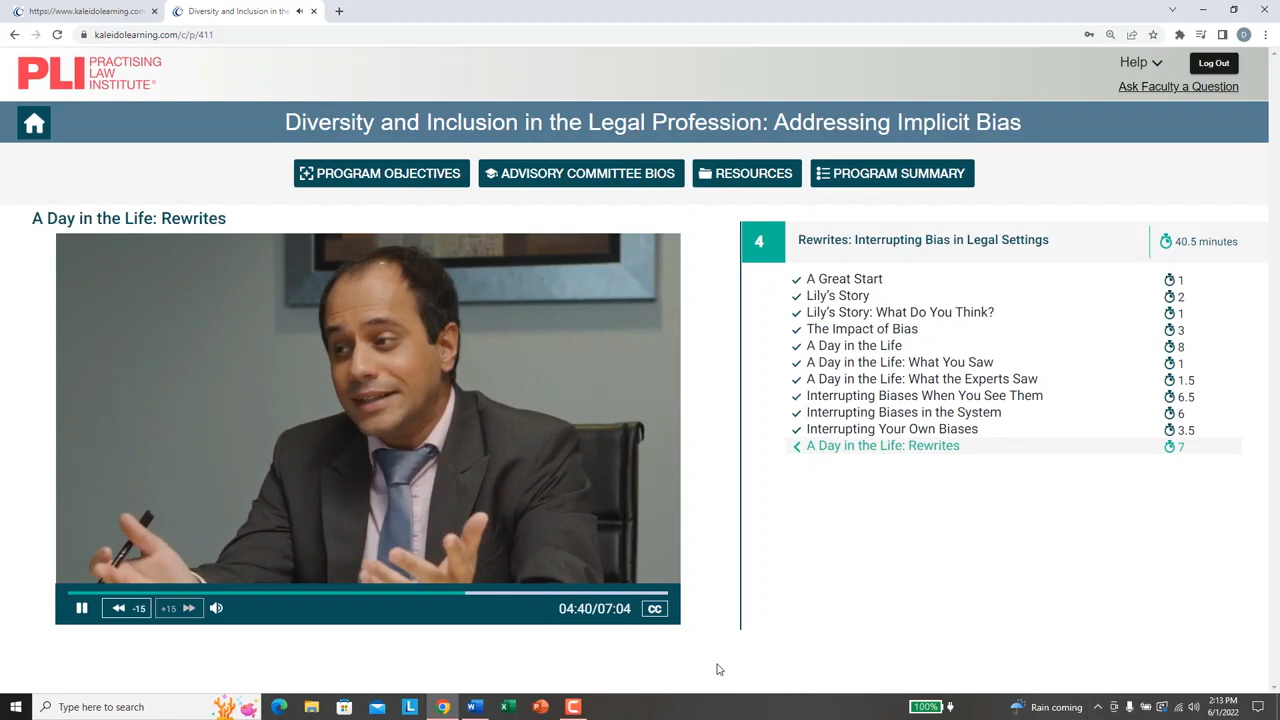 https://www.kaleidolearning.com
Diversity and Inclusion in the
kaleidolearning.com/c/p/411
D
PLI PRACTISING
LAW
INSTITUTE®
Help
Log Out
Ask Faculty a Question
Diversity and Inclusion in the Legal Profession: Addressing Implicit Bias
PROGRAM OBJECTIVES
ADVISORY COMMITTEE BIOS
RESOURCES
PROGRAM SUMMARY
A Day in the Life: Rewrites
4 Rewrites: Interrupting Bias in Legal Settings 40.5 minutes
A Great Start 1
Lily's Story 2
Lily's Story: What Do You Think? 1
The Impact of Bias 3
A Day in the Life 8
A Day in the Life: What You Saw 1
A Day in the Life: What the Experts Saw 1.5
Interrupting Biases When You See Them 6.5
Interrupting Biases in the System 6
Interrupting Your Own Biases 3.5
A Day in the Life: Rewrites 7
-15 +15 04:40/07:04 CC
Type here to search
L
100%
Rain coming
2:13 PM
6/1/2022